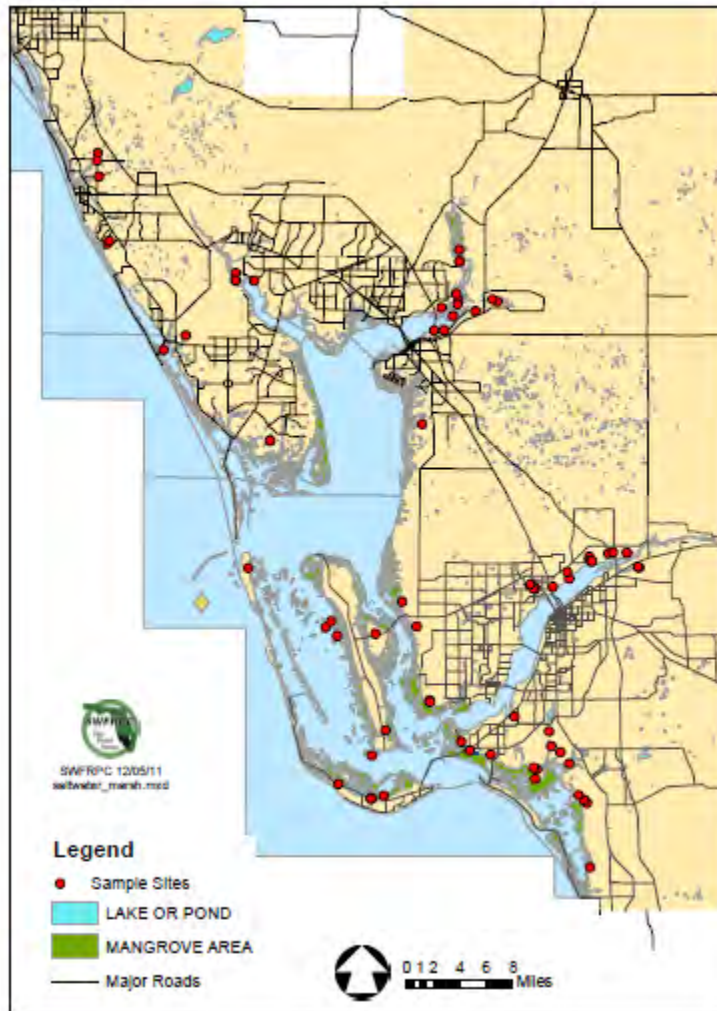 SWFRPC
SWFRPC 12/05/11
saltwater_marsh.mxd
Legend
Sample Sites
LAKE OR POND
MANGROVE AREA
Major Roads
0 1 2 4 6 8
Miles